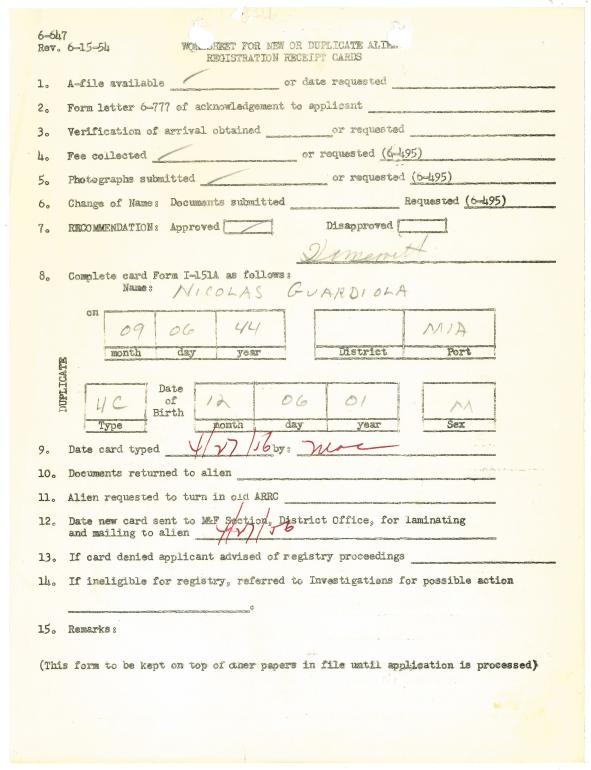 6-647
Rev. 6-15-54
WORKSHEET FOR NEW OR DUPLICATE ALIEN
REGISTRATION RECEIPT CARDS
1. A-file available or date requested
2. Form letter 6-777 of acknowledgement to applicant
3. Verification of arrival obtained or requested
4. Fee collected or requested (6-495)
5. Photographs submitted or requested (6-495)
6. Change of Name: Documents submitted Requested (6-495)
7. RECOMMENDATION: Approved Disapproved
8. Complete card Form I-151A as follows:
Name: NICOLAS GUARDIOLA
on 09 06 44 MIA
month day year District Port
DUPLICATE
4C Date of Birth 12 06 01 M
Type month day year Sex
9. Date card typed 4/27/56 by:
10. Documents returned to alien
11. Alien requested to turn in old ARRC
12. Date new card sent to M&F Section, District Office, for laminating
and mailing to alien 4/27/56
13. If card denied applicant advised of registry proceedings
14. If ineligible for registry, referred to Investigations for possible action
.
15. Remarks:
(This form to be kept on top of other papers in file until application is processed)